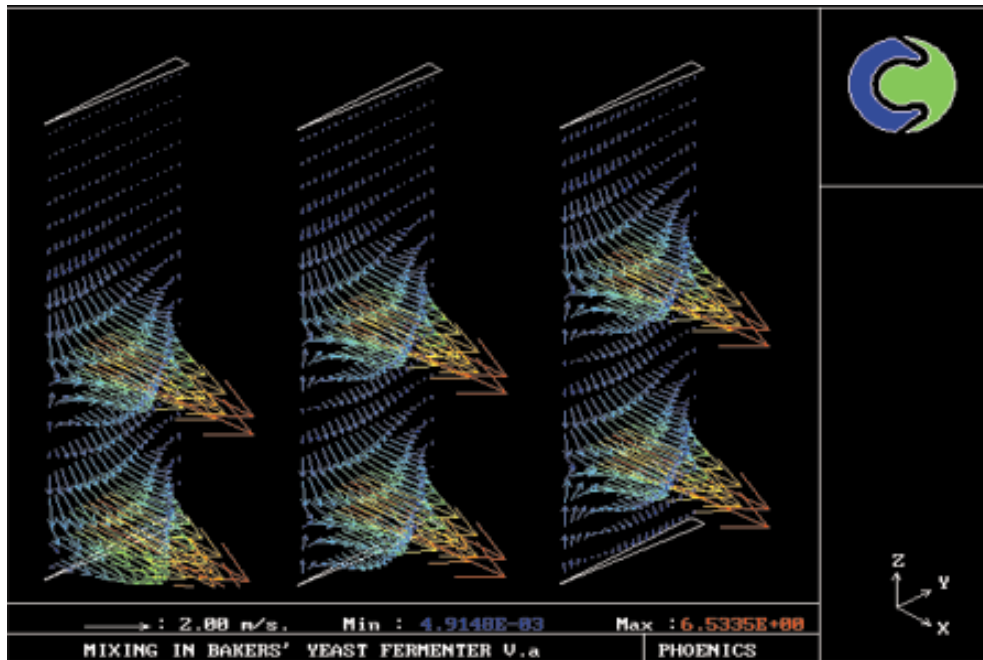 Z
Y
X
: 2.00 m/s. Min : 4.9148E-03 Max :6.5335E+00
MIXING IN BAKERS' YEAST FERMENTER V.a PHOENICS